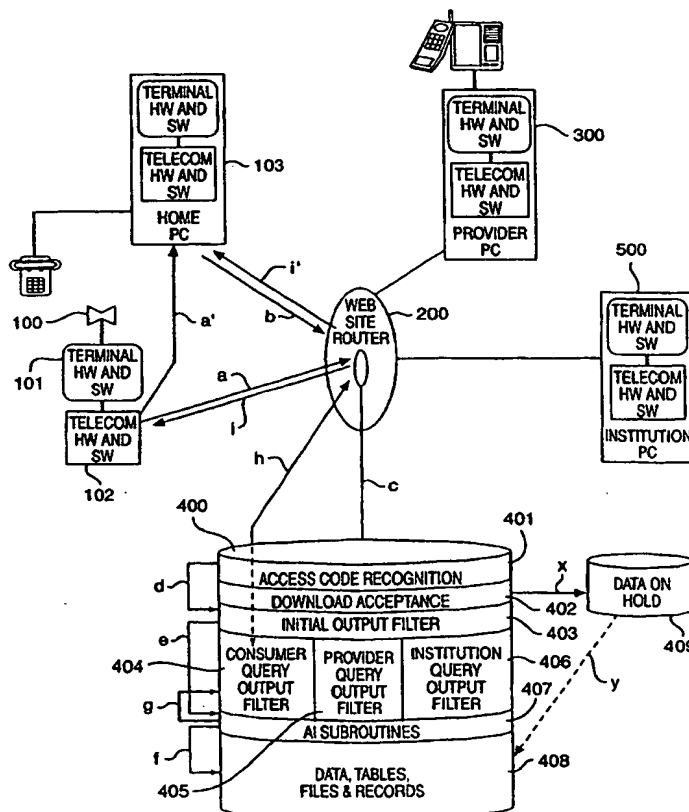 TERMINAL
HW AND
SW
TELECOM
HW AND
SW
HOME
PC
103
TERMINAL
HW AND
SW
TELECOM
HW AND
SW
PROVIDER
PC
300
100
101
TERMINAL
HW AND SW
TELECOM
HW AND
SW
102
a'
i'
b
a
i
WEB
SITE
ROUTER
200
500
TERMINAL
HW AND
SW
TELECOM
HW AND
SW
INSTITUTION
PC
h
c
400
401
d
ACCESS CODE RECOGNITION
x
DOWNLOAD ACCEPTANCE
402
INITIAL OUTPUT FILTER
403
DATA ON
HOLD
409
e
404
CONSUMER
QUERY
OUTPUT
FILTER
PROVIDER
QUERY
OUTPUT
FILTER
INSTITUTION
QUERY
OUTPUT
FILTER
406
y
g
407
AI SUBROUTINES
f
405
DATA, TABLES,
FILES & RECORDS
408